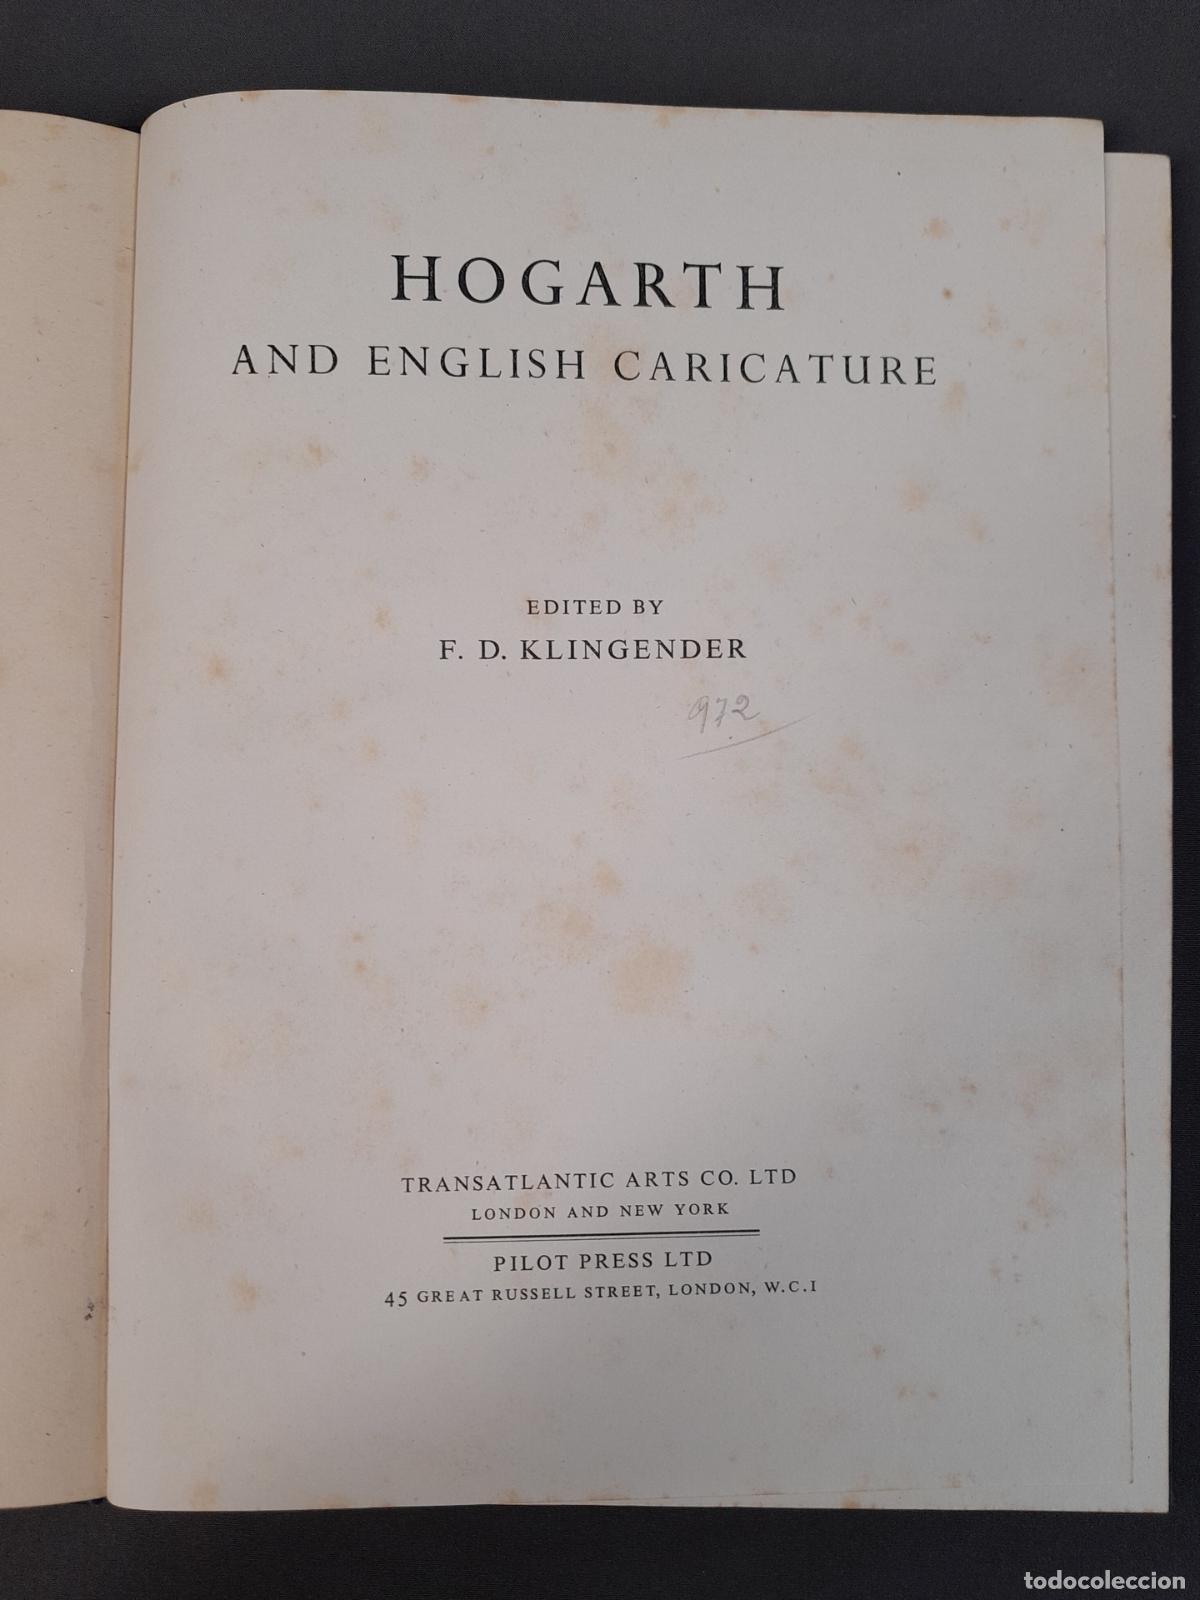 HOGARTH
AND ENGLISH CARICATURE
EDITED BY
F. D. KLINGENDER
972
TRANSATLANTIC ARTS CO. LTD
LONDON AND NEW YORK
PILOT PRESS LTD
45 GREAT RUSSELL STREET, LONDON, W.C.1
todocoleccion